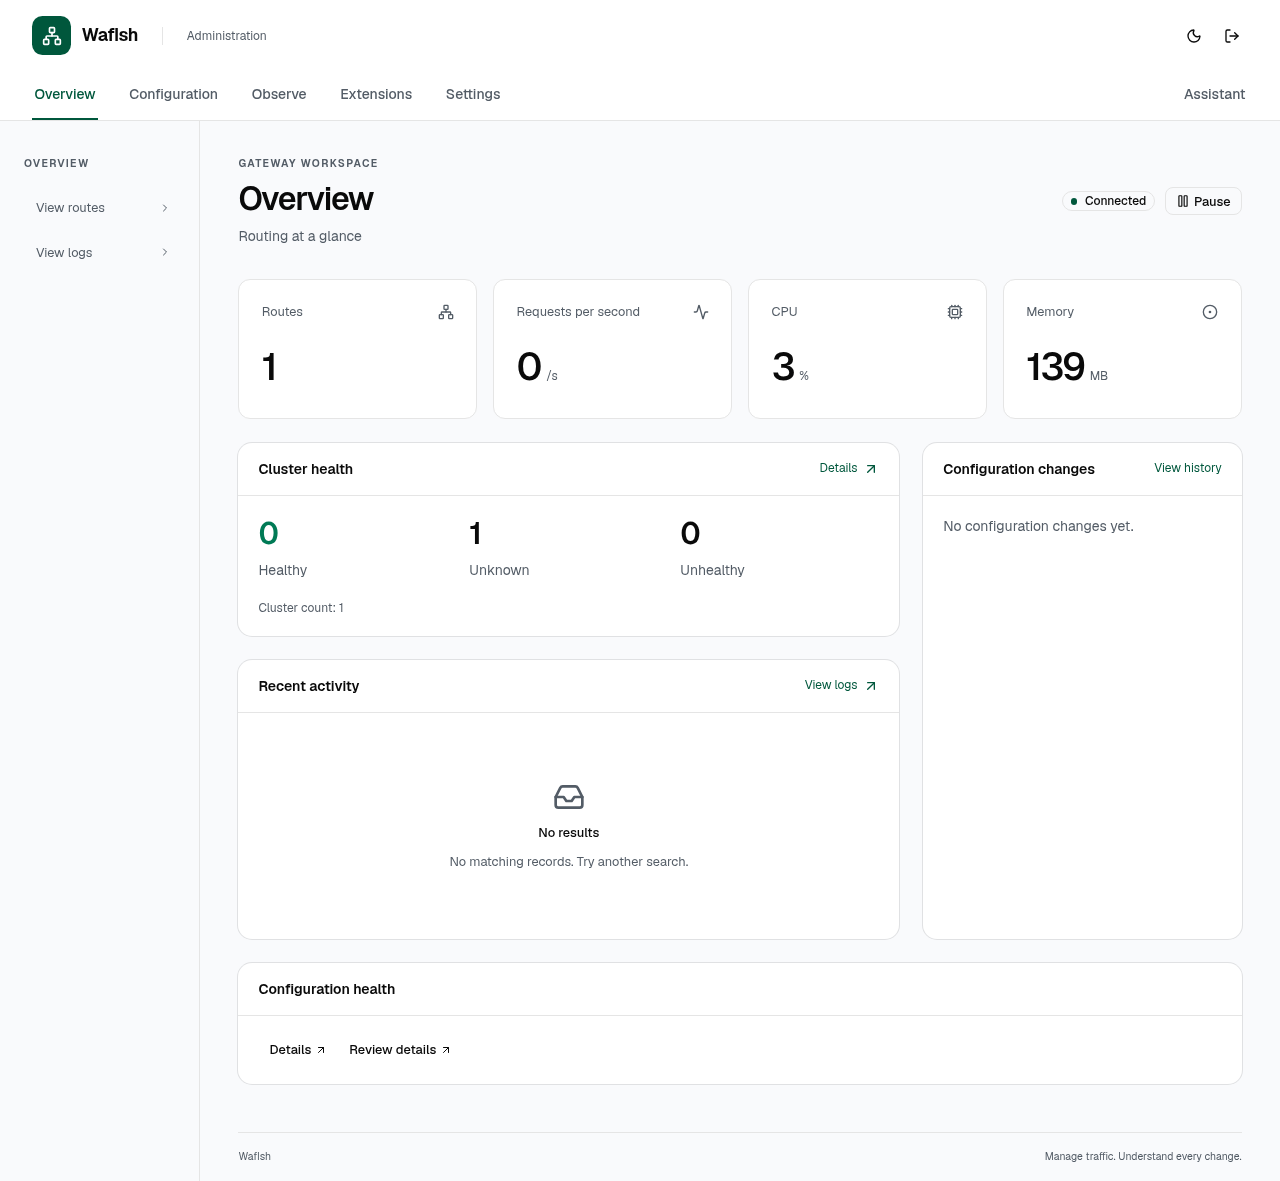 Wafish
Administration
Overview
Configuration
Observe
Extensions
Settings
Assistant
OVERVIEW
View routes
View logs
GATEWAY WORKSPACE
Overview
Routing at a glance
Connected
Pause
Routes
1
Requests per second
0 /s
CPU
3 %
Memory
139 MB
Cluster health
Details
0
Healthy
1
Unknown
0
Unhealthy
Cluster count: 1
Configuration changes
View history
No configuration changes yet.
Recent activity
View logs
No results
No matching records. Try another search.
Configuration health
Details
Review details
Wafish
Manage traffic. Understand every change.